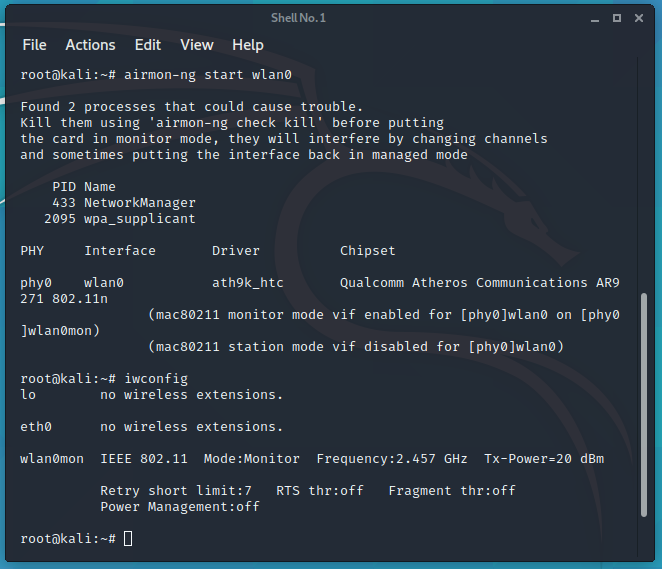 Shell No. 1
File Actions Edit View Help
root@kali:~# airmon-ng start wlan0
Found 2 processes that could cause trouble.
Kill them using 'airmon-ng check kill' before putting
the card in monitor mode, they will interfere by changing channels
and sometimes putting the interface back in managed mode
PID Name
433 NetworkManager
2095 wpa_supplicant
PHY Interface Driver Chipset
phy0 wlan0 ath9k_htc Qualcomm Atheros Communications AR9
271 802.11n
(mac80211 monitor mode vif enabled for [phy0]wlan0 on [phy0
]wlan0mon)
(mac80211 station mode vif disabled for [phy0]wlan0)
root@kali:~# iwconfig
lo no wireless extensions.
eth0 no wireless extensions.
wlan0mon IEEE 802.11 Mode:Monitor Frequency:2.457 GHz Tx-Power=20 dBm
Retry short limit:7 RTS thr:off Fragment thr:off
Power Management:off
root@kali:~#